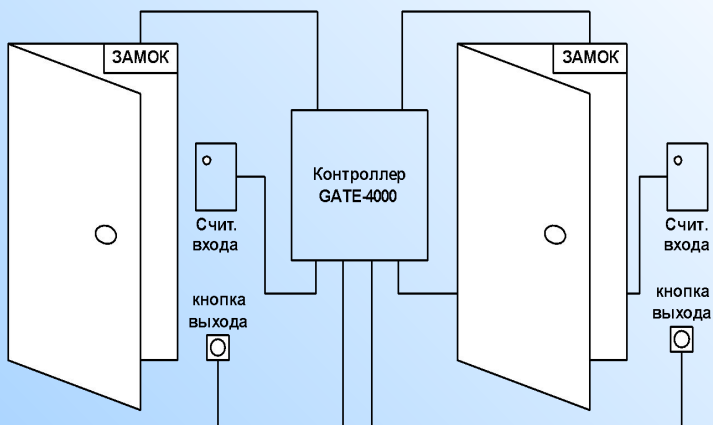 ЗАМОК
ЗАМОК
Контроллер
GATE-4000
Счит.
входа
Счит.
входа
кнопка
выхода
кнопка
выхода